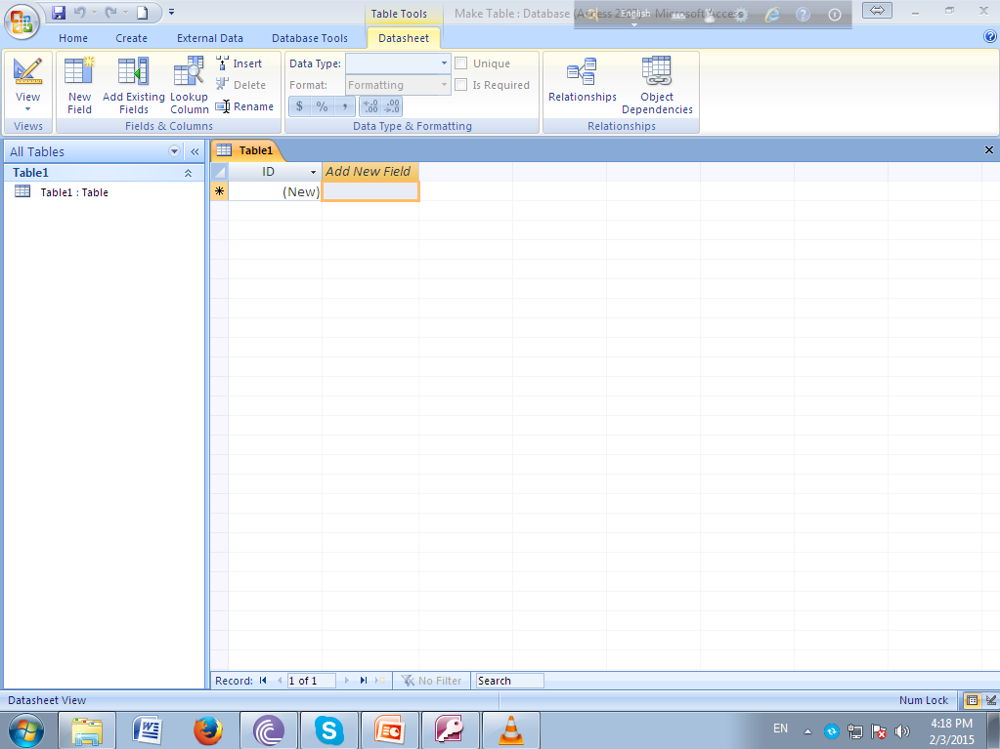 Table Tools
Make Table : Database (Access 2 English Microsoft Access
Home Create External Data Database Tools Datasheet
View
New Field
Add Existing Fields
Lookup Column
Insert
Delete
Rename
Data Type:
Format: Formatting
$ % ,
Unique
Is Required
Relationships
Object Dependencies
Views
Fields & Columns
Data Type & Formatting
Relationships
All Tables
Table1
Table1 : Table
Table1
ID Add New Field
(New)
Record: 1 of 1 No Filter Search
Datasheet View
Num Lock
EN
4:18 PM
2/3/2015